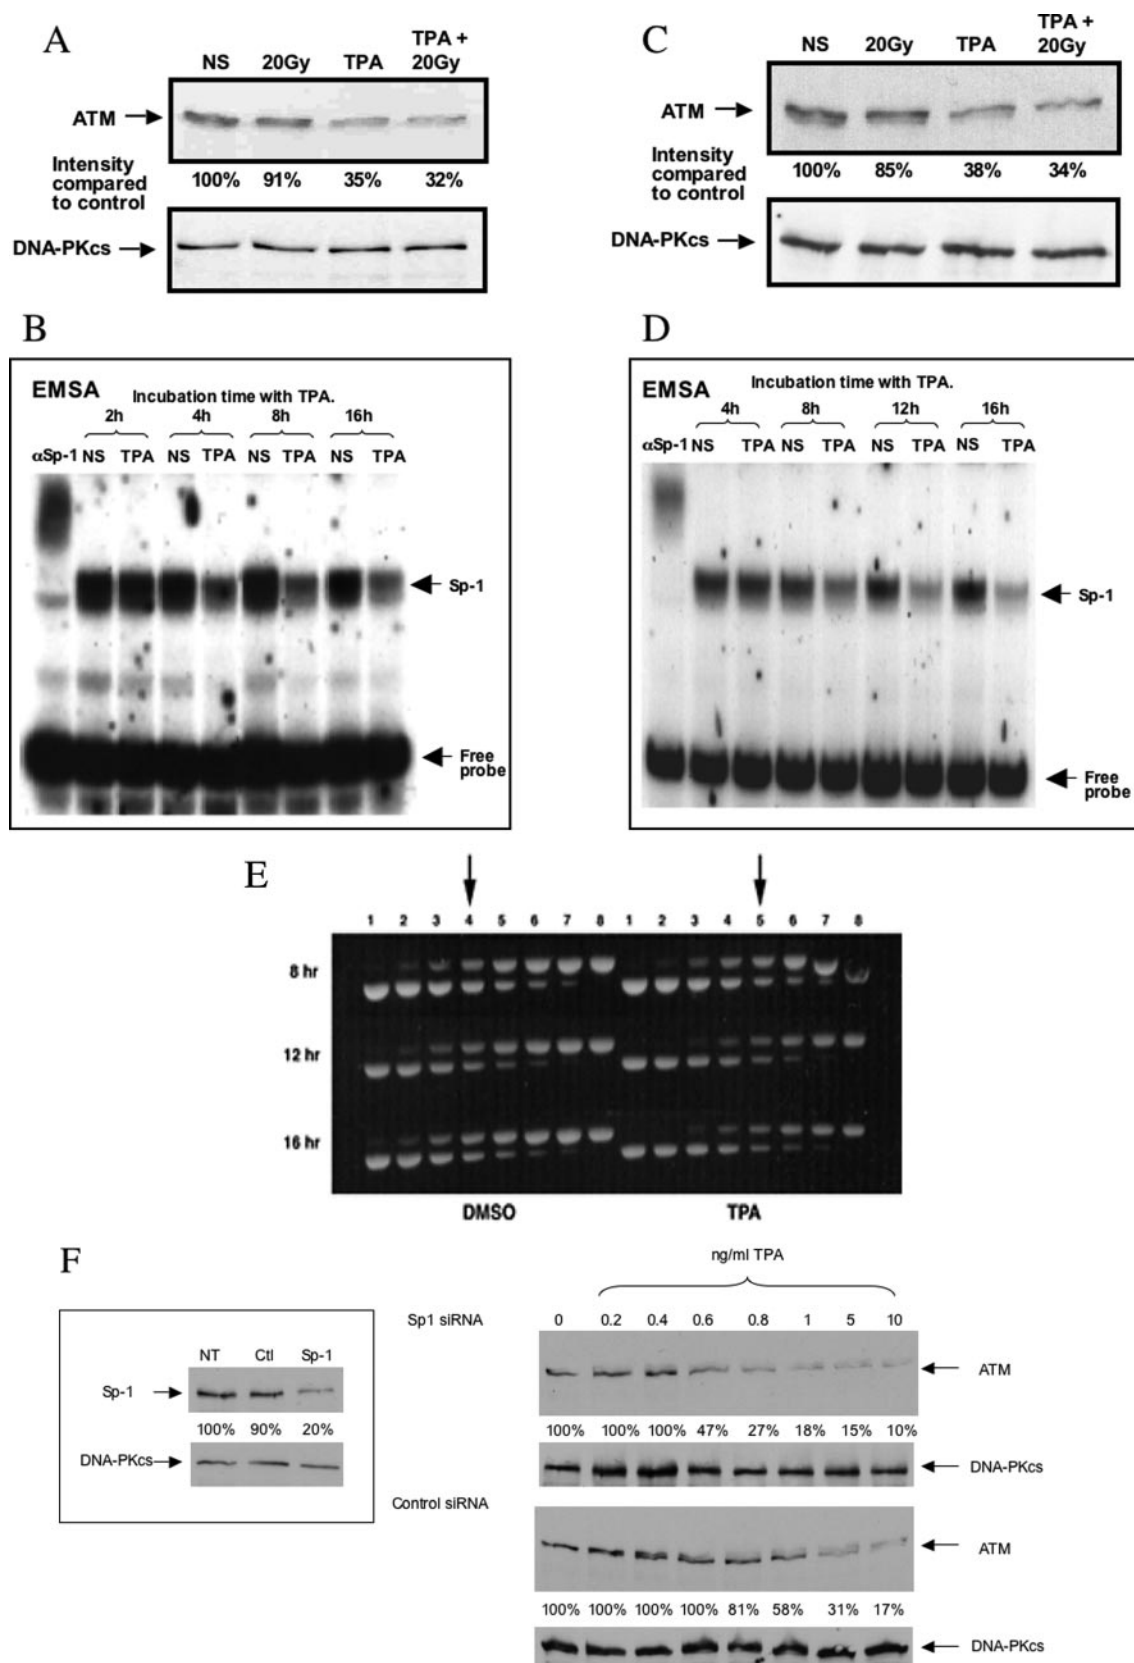 A
NS 20Gy TPA TPA + 20Gy
ATM
Intensity compared to control
100% 91% 35% 32%
DNA-PKcs
C
NS 20Gy TPA TPA + 20Gy
ATM
Intensity compared to control
100% 85% 38% 34%
DNA-PKcs
B
EMSA
Incubation time with TPA.
2h 4h 8h 16h
αSp-1 NS TPA NS TPA NS TPA NS TPA
Sp-1
Free probe
D
EMSA
Incubation time with TPA.
4h 8h 12h 16h
αSp-1 NS TPA NS TPA NS TPA NS TPA
Sp-1
Free probe
E
1 2 3 4 5 6 7 8 1 2 3 4 5 6 7 8
8 hr
12 hr
16 hr
DMSO TPA
F
NT Ctl Sp-1
Sp-1
100% 90% 20%
DNA-PKcs
ng/ml TPA
Sp1 siRNA 0 0.2 0.4 0.6 0.8 1 5 10
ATM
100% 100% 100% 47% 27% 18% 15% 10%
DNA-PKcs
Control siRNA
ATM
100% 100% 100% 100% 81% 58% 31% 17%
DNA-PKcs